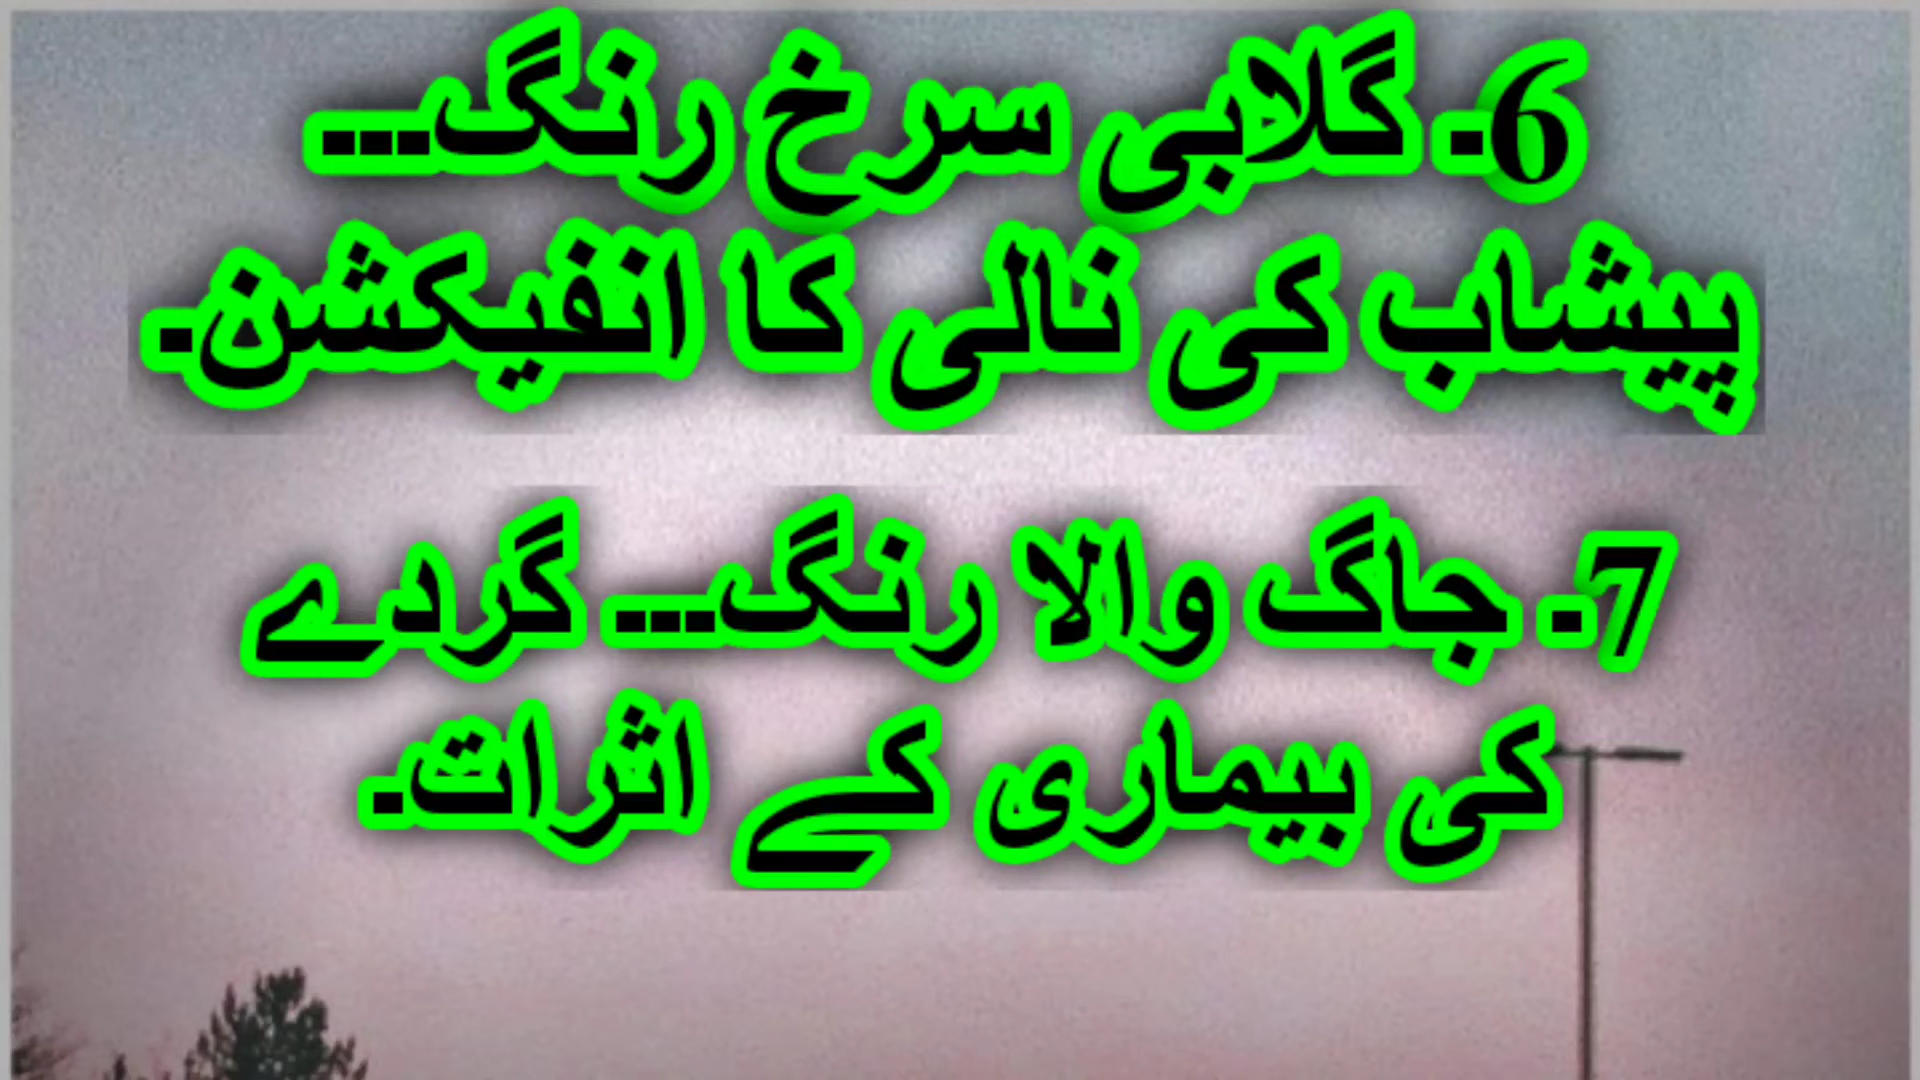 6۔ گلابی سرخ رنگ۔۔۔
پیشاب کی نالی کا انفیکشن۔
7۔ جاگ والا رنگ۔۔۔ گردے
کی بیماری کے اثرات۔